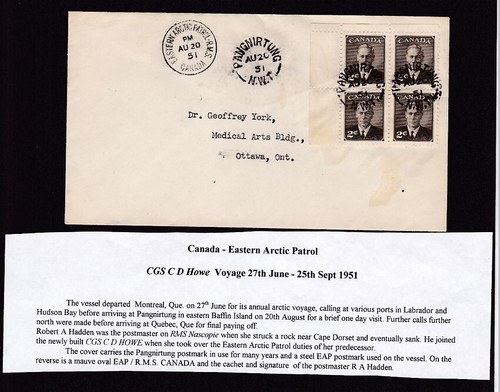 EASTERN ARCTIC PATROL-R.M.S.
PM
AU 20
51
CANADA
PANGNIRTUNG
AU 20
51
N.W.T.
CANADA
CANADA
2¢
2¢
CANADA
CANADA
2¢
2¢
PANGNIRTUNG
51
Dr. Geoffrey York,
Medical Arts Bldg.,
Ottawa, Ont.
Canada - Eastern Arctic Patrol
CGS C D Howe Voyage 27th June - 25th Sept 1951
The vessel departed Montreal, Que. on 27th June for its annual arctic voyage, calling at various ports in Labrador and
Hudson Bay before arriving at Pangnirtung in eastern Baffin Island on 20th August for a brief one day visit. Further calls further
north were made before arriving at Quebec, Que for final paying off.
Robert A Hadden was the postmaster on RMS Nascopie when she struck a rock near Cape Dorset and eventually sank. He joined
the newly built CGS C D HOWE when she took over the Eastern Arctic Patrol duties of her predecessor.
The cover carries the Pangnirtung postmark in use for many years and a steel EAP postmark used on the vessel. On the
reverse is a mauve oval EAP / R.M.S. CANADA and the cachet and signature of the postmaster R A Hadden.